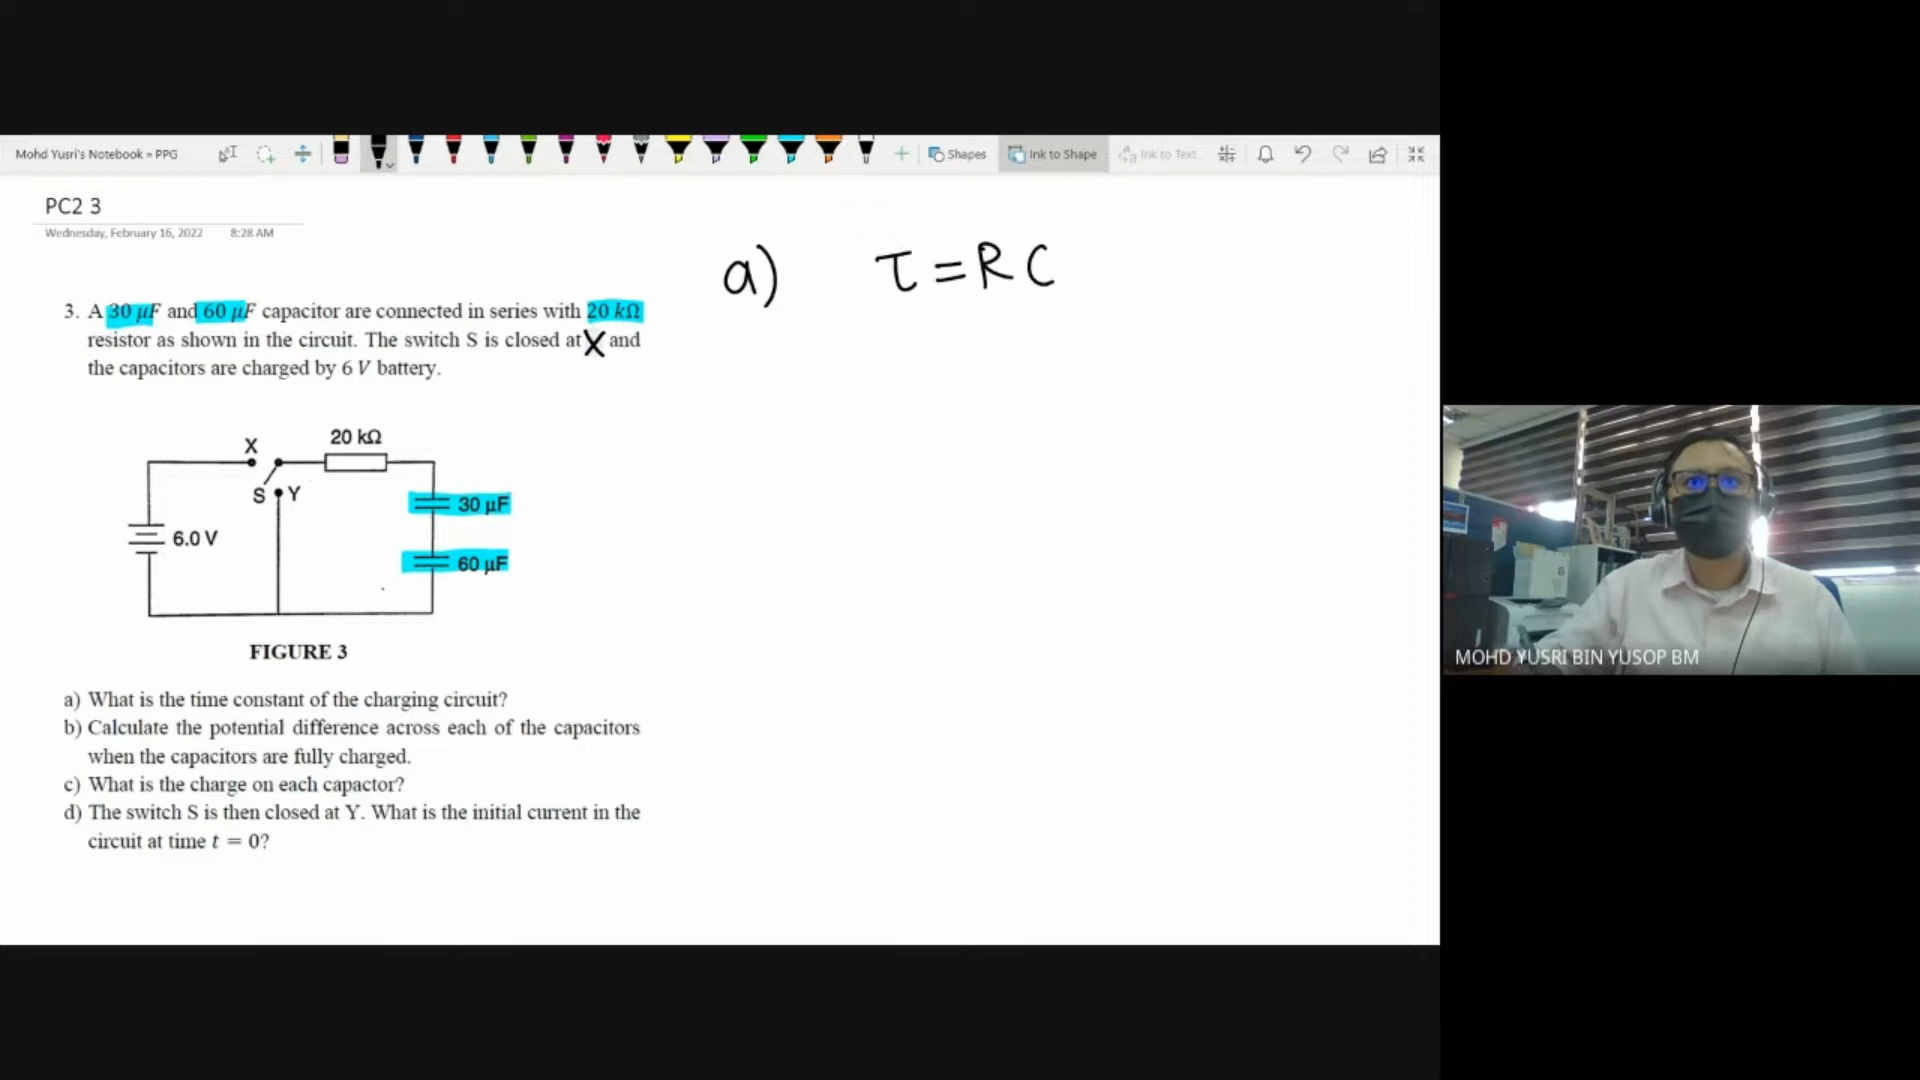 Mohd Yusri's Notebook » PPG
Shapes
Ink to Shape
Ink to Text
PC2 3
Wednesday, February 16, 2022 8:28 AM
a) τ = R C
3. A 30 μF and 60 μF capacitor are connected in series with 20 kΩ
resistor as shown in the circuit. The switch S is closed at X and
the capacitors are charged by 6 V battery.
X
20 kΩ
S Y
30 μF
6.0 V
60 μF
FIGURE 3
a) What is the time constant of the charging circuit?
b) Calculate the potential difference across each of the capacitors
when the capacitors are fully charged.
c) What is the charge on each capactor?
d) The switch S is then closed at Y. What is the initial current in the
circuit at time t = 0?
MOHD YUSRI BIN YUSOP BM